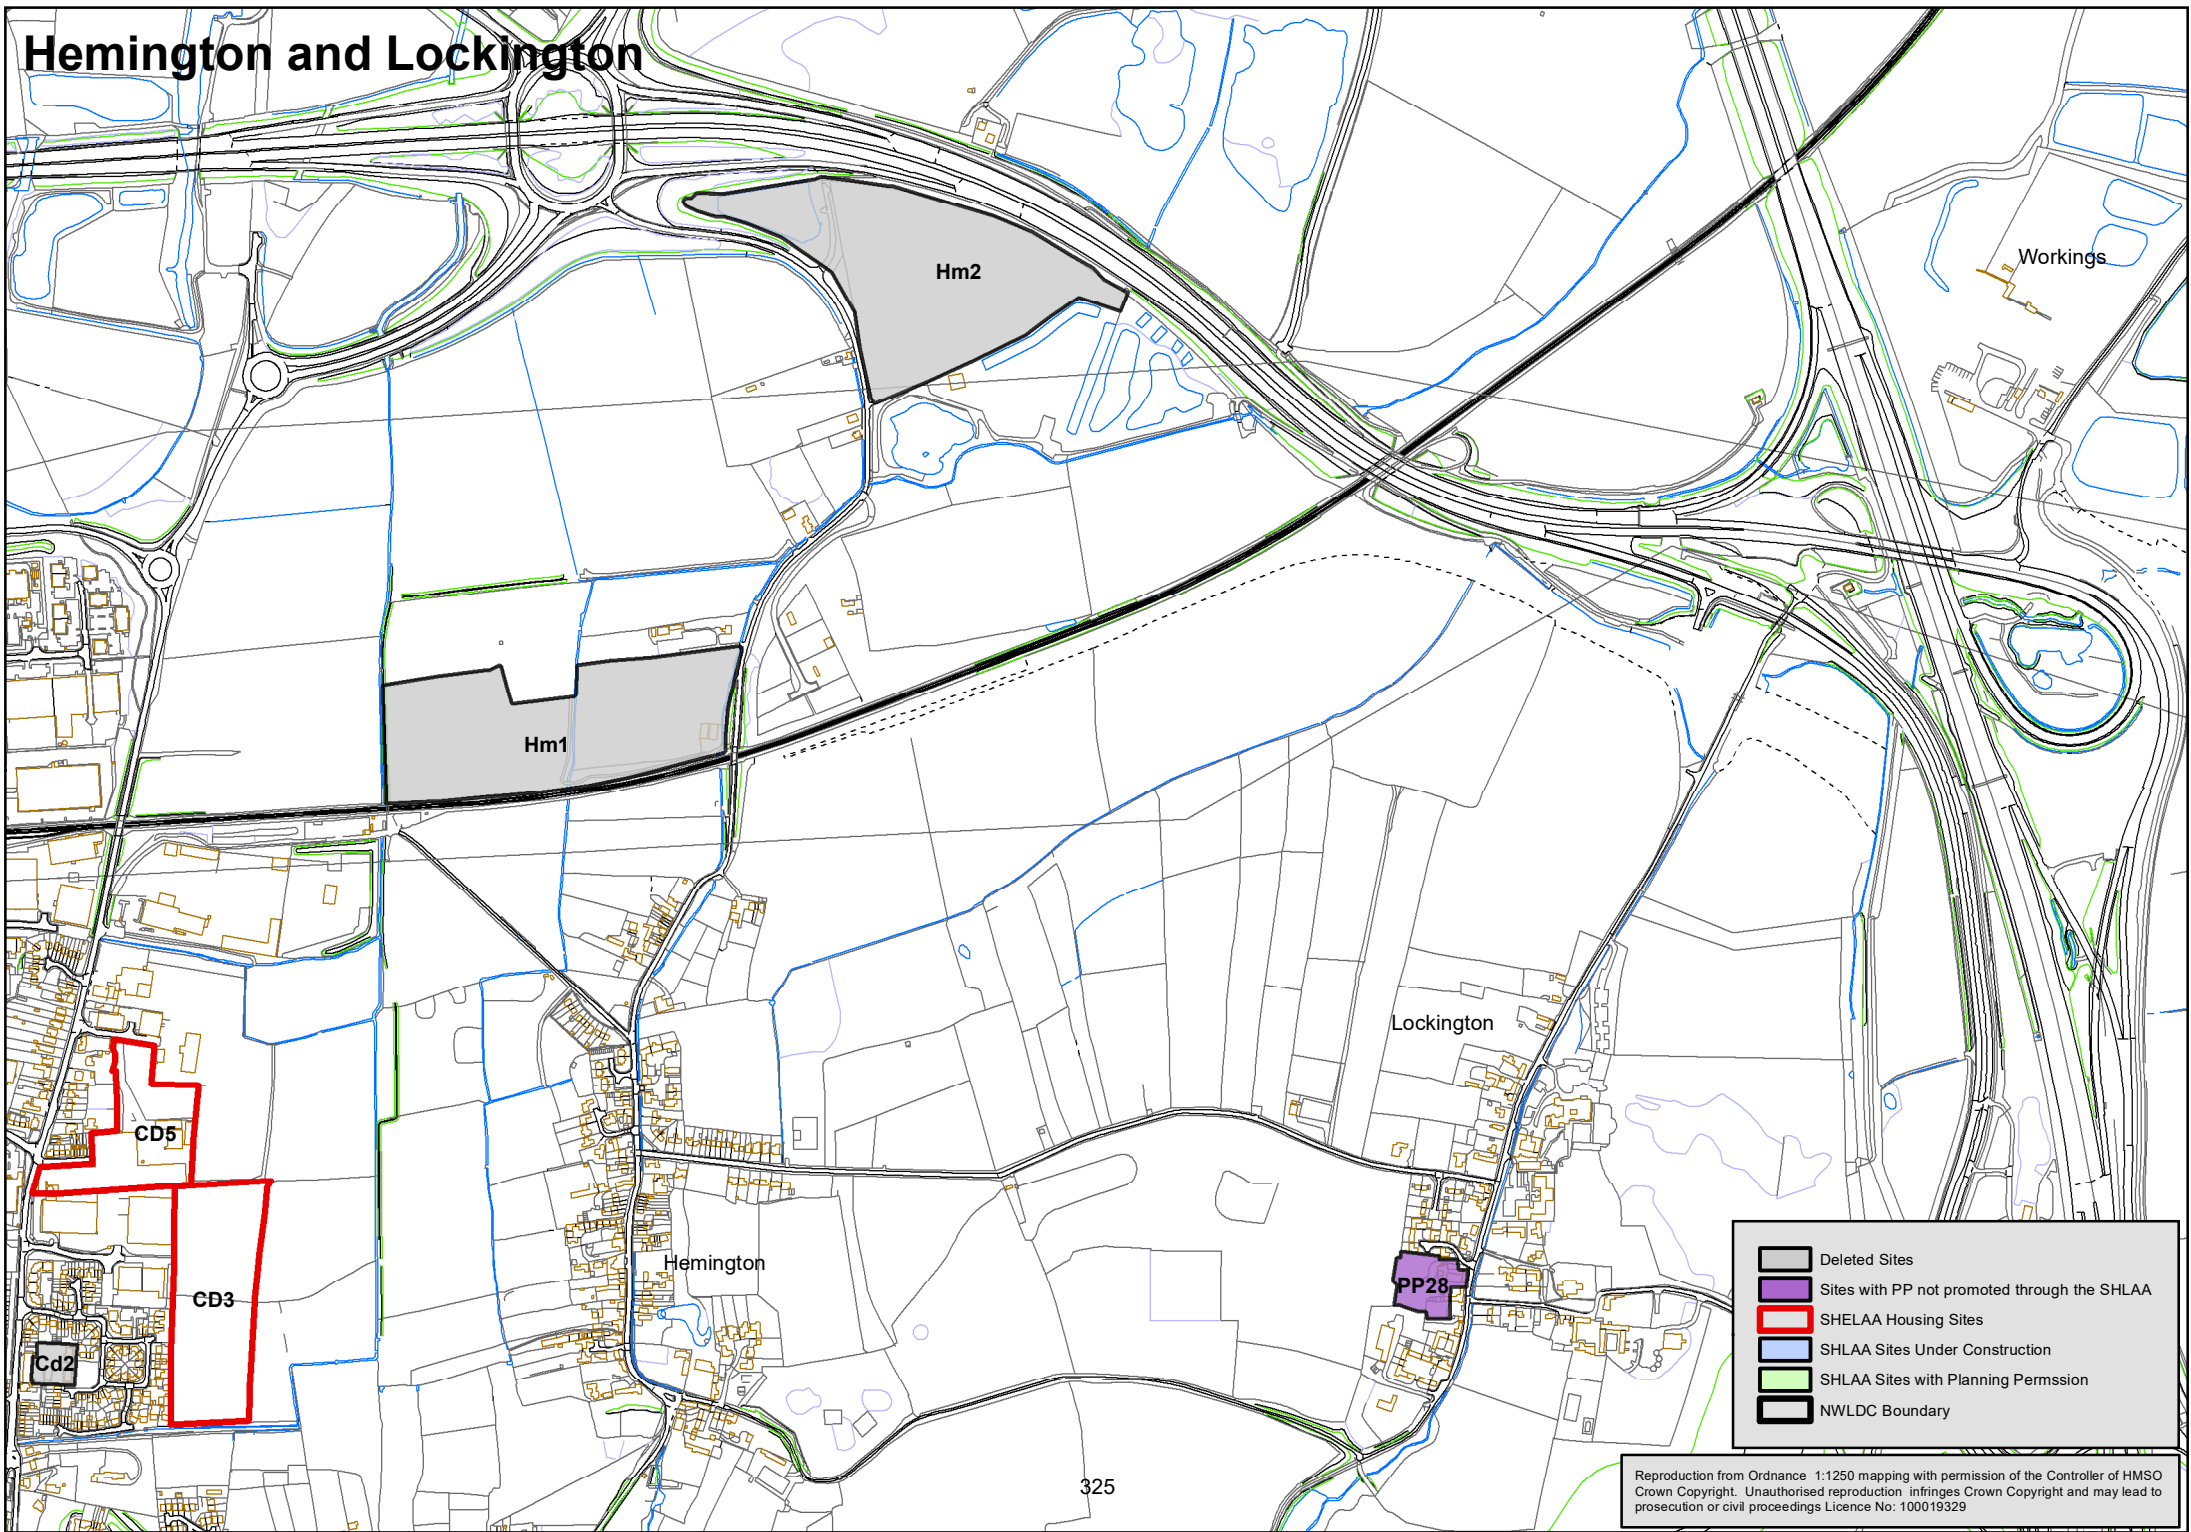 Hemington and Lockington
Workings
Hm2
Hm1
Lockington
CD5
Hemington
PP28
CD3
Cd2
Deleted Sites
Sites with PP not promoted through the SHLAA
SHELAA Housing Sites
SHLAA Sites Under Construction
SHLAA Sites with Planning Permssion
NWLDC Boundary
325
Reproduction from Ordnance 1:1250 mapping with permission of the Controller of HMSO
Crown Copyright. Unauthorised reproduction infringes Crown Copyright and may lead to
prosecution or civil proceedings Licence No: 100019329